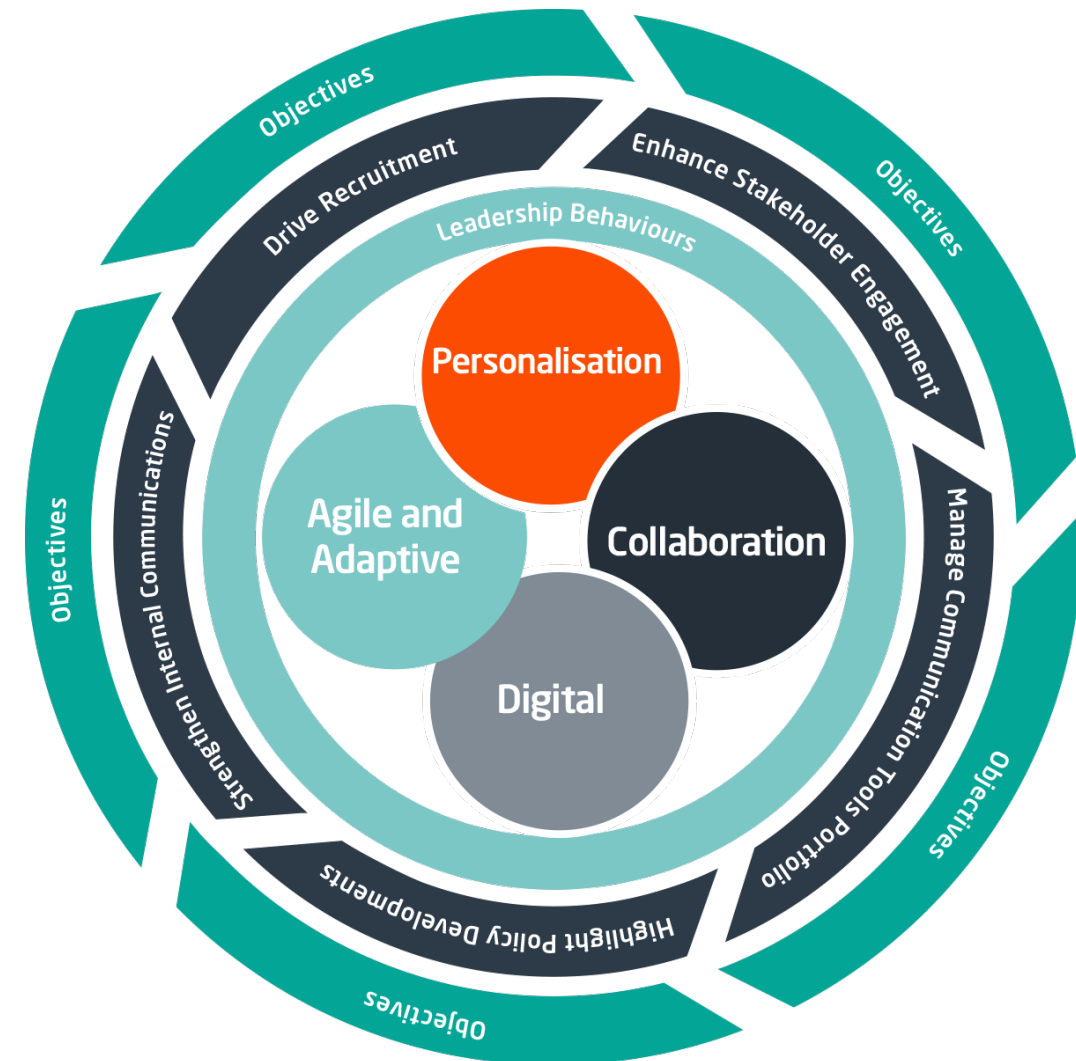 Objectives
Objectives
Objectives
Objectives
Objectives
Drive Recruitment
Enhance Stakeholder Engagement
Manage Communication Tools Portfolio
Highlight Policy Developments
Strengthen Internal Communications
Leadership Behaviours
Personalisation
Collaboration
Digital
Agile and
Adaptive